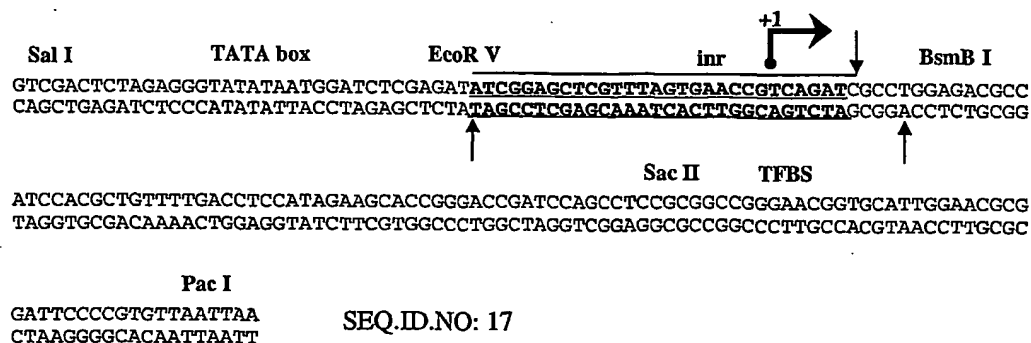 +1
Sal I TATA box EcoR V inr BsmB I
GTCGACTCTAGAGGGTATATAATGGATCTCGAGATATCGGAGCTCGTTTAGTGAACCGTCAGATCGCCTGGAGACGCC
CAGCTGAGATCTCCCATATATTACCTAGAGCTCTATAGCCTCGAGCAAATCACTTGGCAGTCTAGCGGACCTCTGCGG
Sac II TFBS
ATCCACGCTGTTTTGACCTCCATAGAAGCACCGGGACCGATCCAGCCTCCGCGGCCGGGAACGGTGCATTGGAACGCG
TAGGTGCGACAAAACTGGAGGTATCTTCGTGGCCCTGGCTAGGTCGGAGGCGCCGGCCCTTGCCACGTAACCTTGCGC
Pac I
GATTCCCCGTGTTAATTAA
CTAAGGGGCACAATTAATT
SEQ.ID.NO: 17